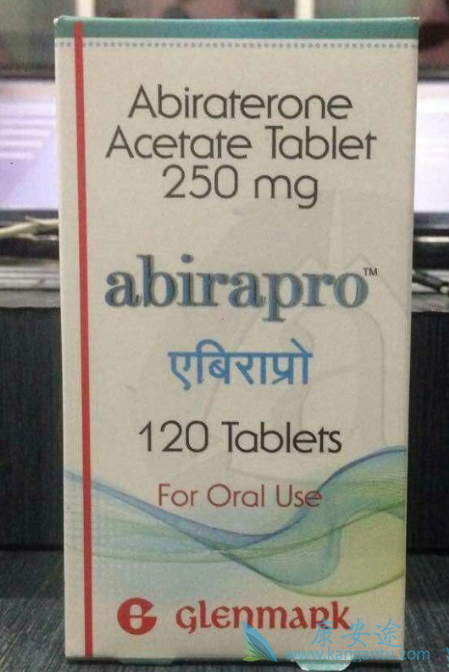 Abiraterone
Acetate Tablet
250 mg
abirapro™
एबिराप्रो
120 Tablets
For Oral Use
G glenmark
康安途
www.kangantu.com